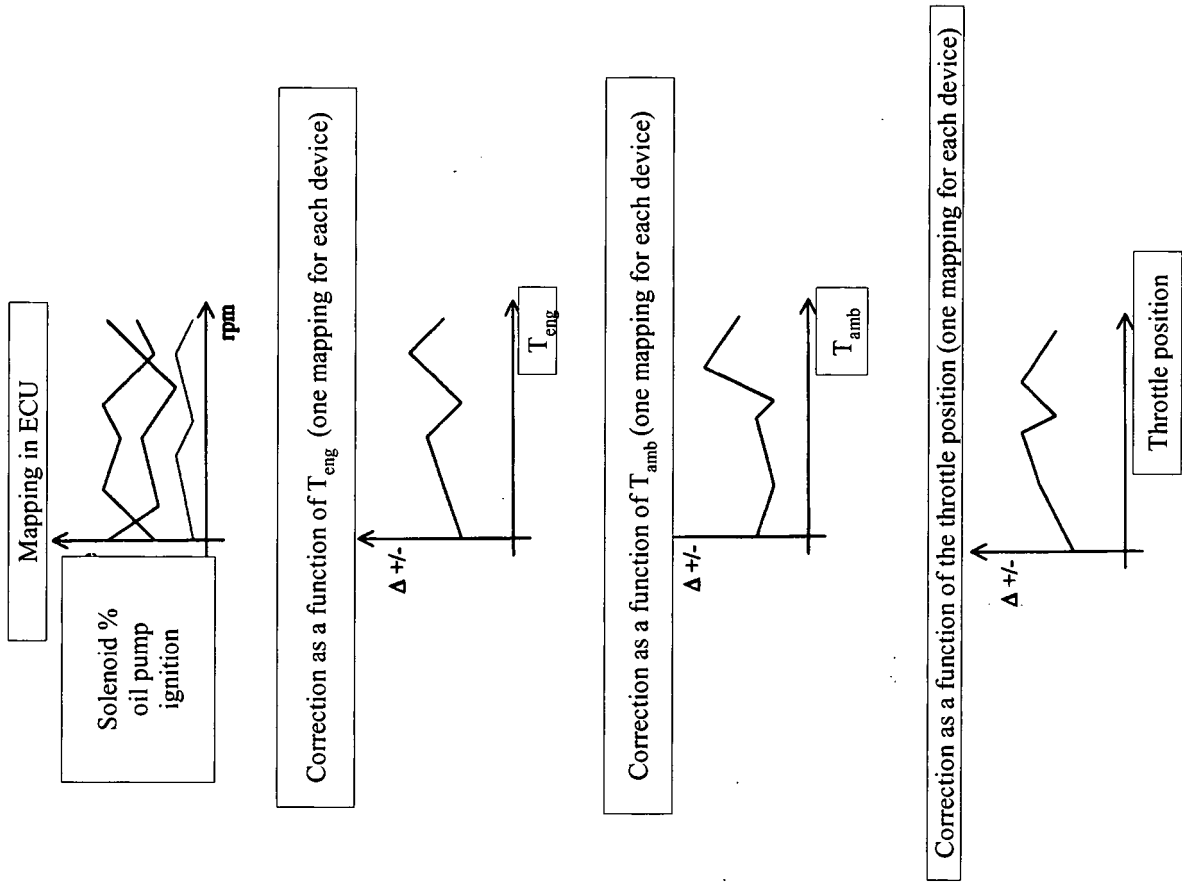 Mapping in ECU
Solenoid %
oil pump
ignition
rpm
Correction as a function of T_eng (one mapping for each device)
Δ +/-
T_eng
Correction as a function of T_amb (one mapping for each device)
Δ +/-
T_amb
Correction as a function of the throttle position (one mapping for each device)
Δ +/-
Throttle position